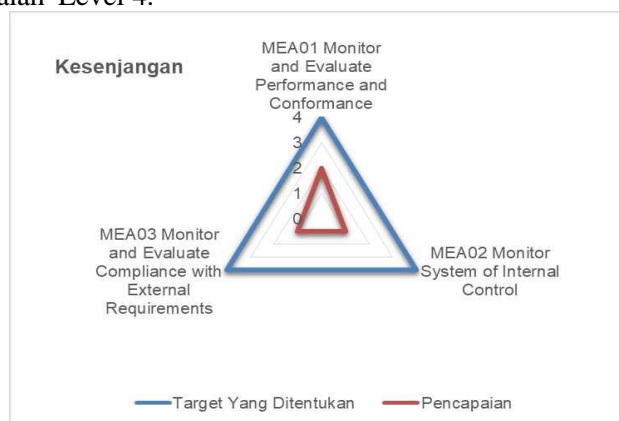 Level 4.
Kesenjangan
MEA01 Monitor
and Evaluate
Performance and
Conformance
4
3
2
1
0
MEA03 Monitor
and Evaluate
Compliance with
External
Requirements
MEA02 Monitor
System of Internal
Control
Target Yang Ditentukan
Pencapaian